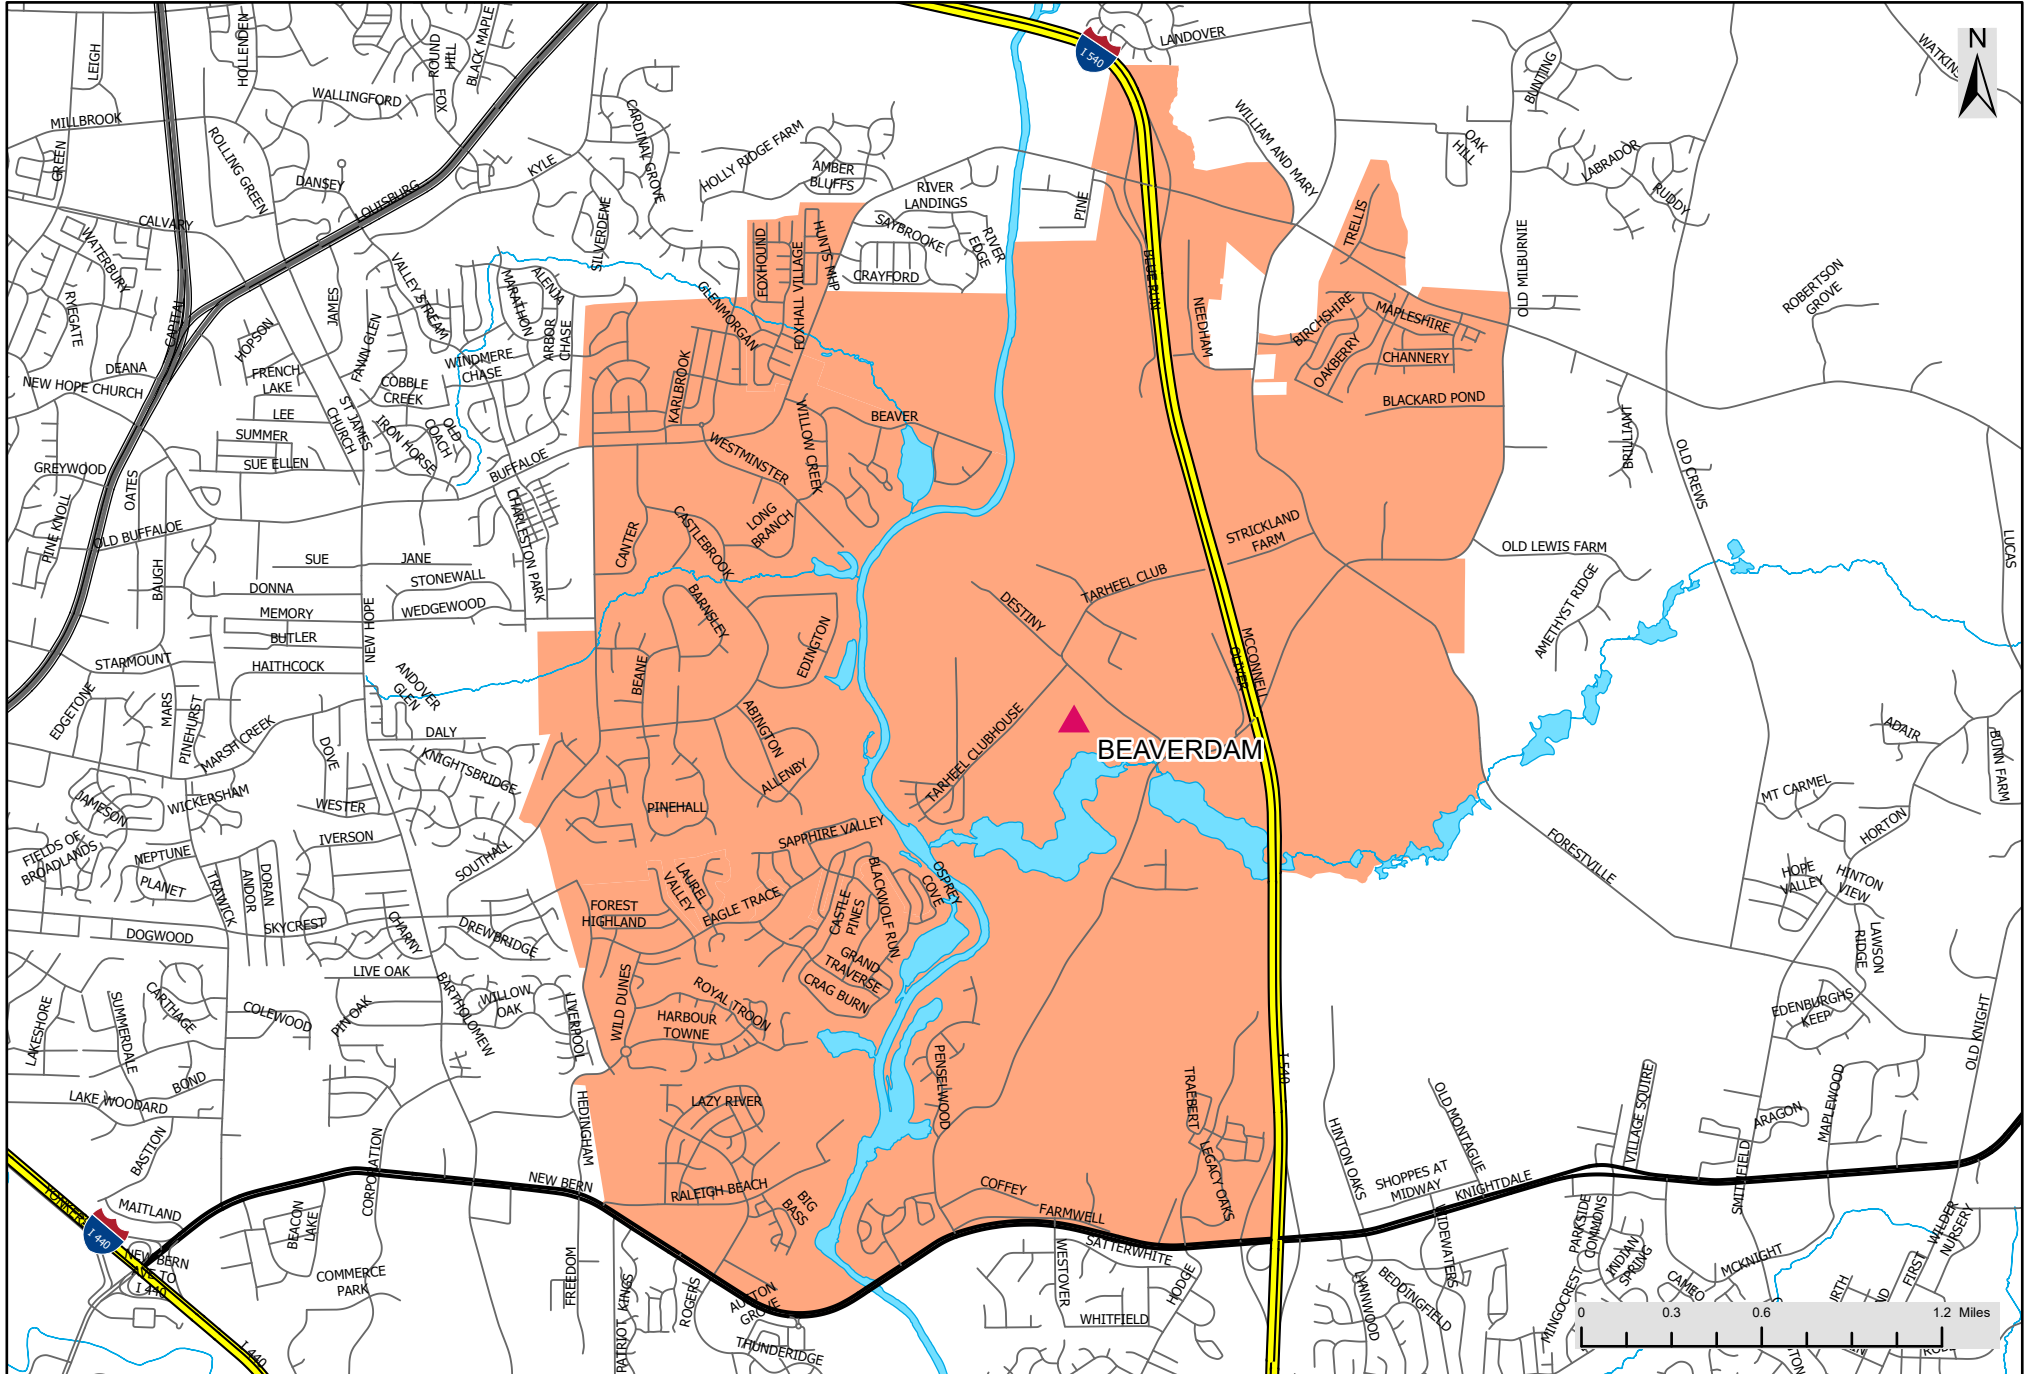 LEIGH
HOLLENDEN
ROUND
HILL
BLACK MAPLE
FOX
WALLINGFORD
MILLBROOK
GREEN
ROLLING GREEN
DANSEY
LOUISBURG
KYLE
CARDINAL GROVE
SILVERDENE
HOLLY RIDGE FARM
AMBER
BLUFFS
RIVER
LANDINGS
SAYBROOKE
RIVER
EDGE
CRAYFORD
PINE
I 540
LANDOVER
WILLIAM AND MARY
OAK
HILL
BUNTING
LABRADOR
RUDDY
N
CALVARY
WATERBURY
RYEGATE
CAPITAL
HOPSON
JAMES
VALLEY STREAM
MARATHON
ALENJA
ARBOR
CHASE
FAWN GLEN
WINDMERE
CHASE
FOXHOUND
FOXHALL VILLAGE
HUNTS MHP
GLENMORGAN
BLUE RUN
NEEDHAM
TRELLIS
OLD MILBURNIE
ROBERTSON
GROVE
BIRCHSHIRE
MAPLESHIRE
OAKBERRY
CHANNERY
BLACKARD POND
DEANA
NEW HOPE CHURCH
FRENCH
LAKE
LEE
SUMMER
SUE ELLEN
COBBLE
CREEK
ST JAMES
CHURCH
IRON HORSE
OLD
COACH
BUFFALOE
CHARLESTON PARK
KARLBROOK
WESTMINSTER
WILLOW CREEK
BEAVER
BRILLIANT
OLD CREWS
LUCAS
GREYWOOD
OATES
PINE KNOLL
OLD BUFFALOE
BAUGH
SUE
JANE
DONNA
STONEWALL
MEMORY
WEDGEWOOD
BUTLER
NEW HOPE
CANTER
CASTLEBROOK
LONG
BRANCH
BARNSLEY
EDINGTON
DESTINY
TARHEEL CLUB
STRICKLAND
FARM
OLD LEWIS FARM
AMETHYST RIDGE
STARMOUNT
HAITHCOCK
EDGETONE
MARS
PINEHURST
MARSH CREEK
ANDOVER
GLEN
DALY
DOVE
KNIGHTSBRIDGE
BEANE
ABINGTON
ALLENBY
PINEHALL
TARHEEL CLUBHOUSE
OLIVER
MCCONNELL
BEAVERDAM
ADAIR
BUNN FARM
MT CARMEL
HORTON
JAMESON
WICKERSHAM
WESTER
IVERSON
SOUTHALL
FIELDS OF
BROADLANDS
NEPTUNE
PLANET
TRAWICK
ANDOR
DORAN
SAPPHIRE VALLEY
LAUREL
VALLEY
EAGLE TRACE
BLACKWOLF RUN
OSPREY
COVE
CASTLE
PINES
FORESTVILLE
HOPE
VALLEY
HINTON
VIEW
LAWSON
RIDGE
DOGWOOD
SKYCREST
CHARNY
DREWBRIDGE
FOREST
HIGHLAND
GRAND
TRAVERSE
CRAG BURN
LIVE OAK
BARTHOLOMEW
WILLOW
OAK
LIVERPOOL
WILD DUNES
ROYAL TROON
HARBOUR
TOWNE
LAKESHORE
SUMMERDALE
CARTHAGE
COLEWOOD
PIN OAK
EDENBURGHS
KEEP
OLD KNIGHT
BOND
LAKE WOODARD
BASTION
HEDINGHAM
LAZY RIVER
PENSELWOOD
TRAEBERT
I 540
LEGACY OAKS
HINTON OAKS
OLD MONTAGUE
VILLAGE SQUIRE
ARAGON
MAPLEWOOD
YONKERS
I 440
MAITLAND
NEW BERN
AVE TO
I 440
BEACON
LAKE
CORPORATION
NEW BERN
RALEIGH BEACH
BIG
BASS
COFFEY
FARMWELL
SATTERWHITE
SHOPPES AT
MIDWAY
KNIGHTDALE
SMITHFIELD
COMMERCE
PARK
FREEDOM
PATRIOT KINGS
ROGERS
AUSTON
GROVE
THUNDERIDGE
WESTOVER
WHITFIELD
HODGE
LYNNWOOD
BEDDINGFIELD
WIDEWATERS
PARKSIDE
COMMONS
INDIAN
SPRING
MINGOCREST
CAMEO
MCKNIGHT
FIRST
WILDER
NURSERY
I 440
0 0.3 0.6 1.2 Miles